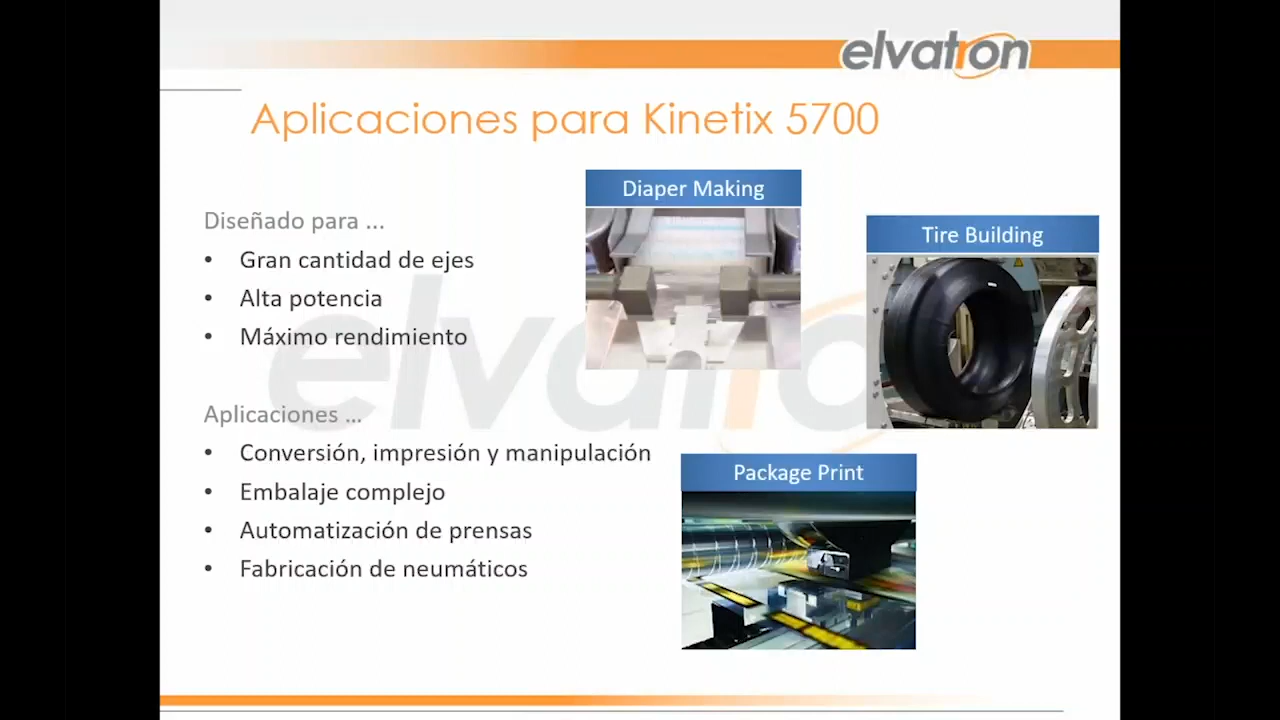 elvatron
Aplicaciones para Kinetix 5700
Diseñado para ...
• Gran cantidad de ejes
• Alta potencia
• Máximo rendimiento
Aplicaciones ...
• Conversión, impresión y manipulación
• Embalaje complejo
• Automatización de prensas
• Fabricación de neumáticos
Diaper Making
Tire Building
Package Print
elvatron